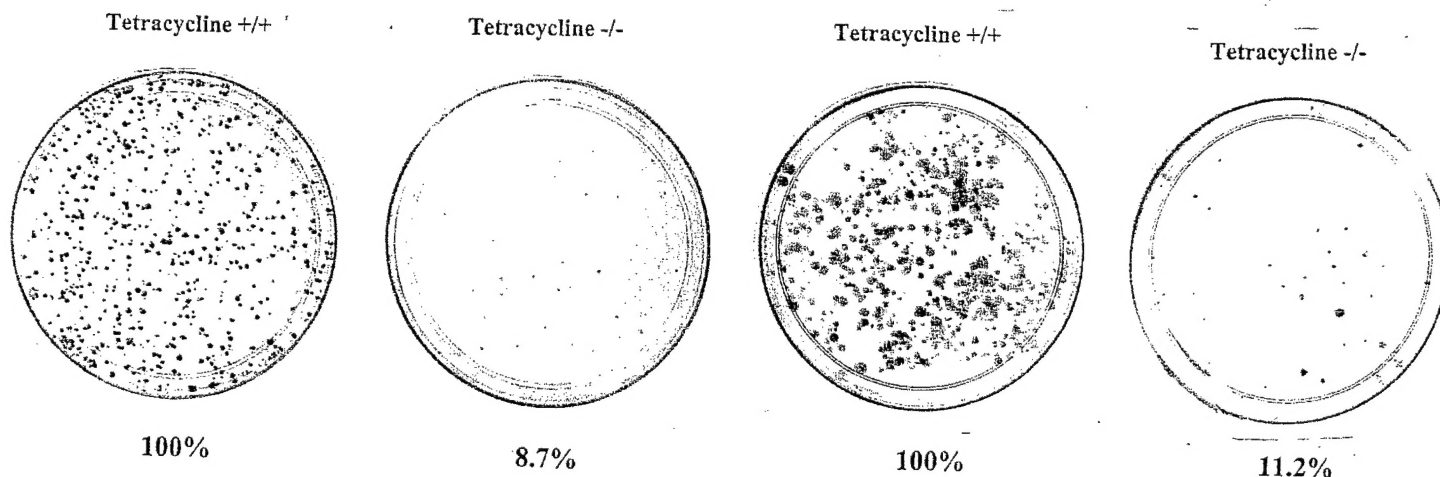 Tetracycline +/+
Tetracycline -/-
Tetracycline +/+
Tetracycline -/-
100%
8.7%
100%
11.2%